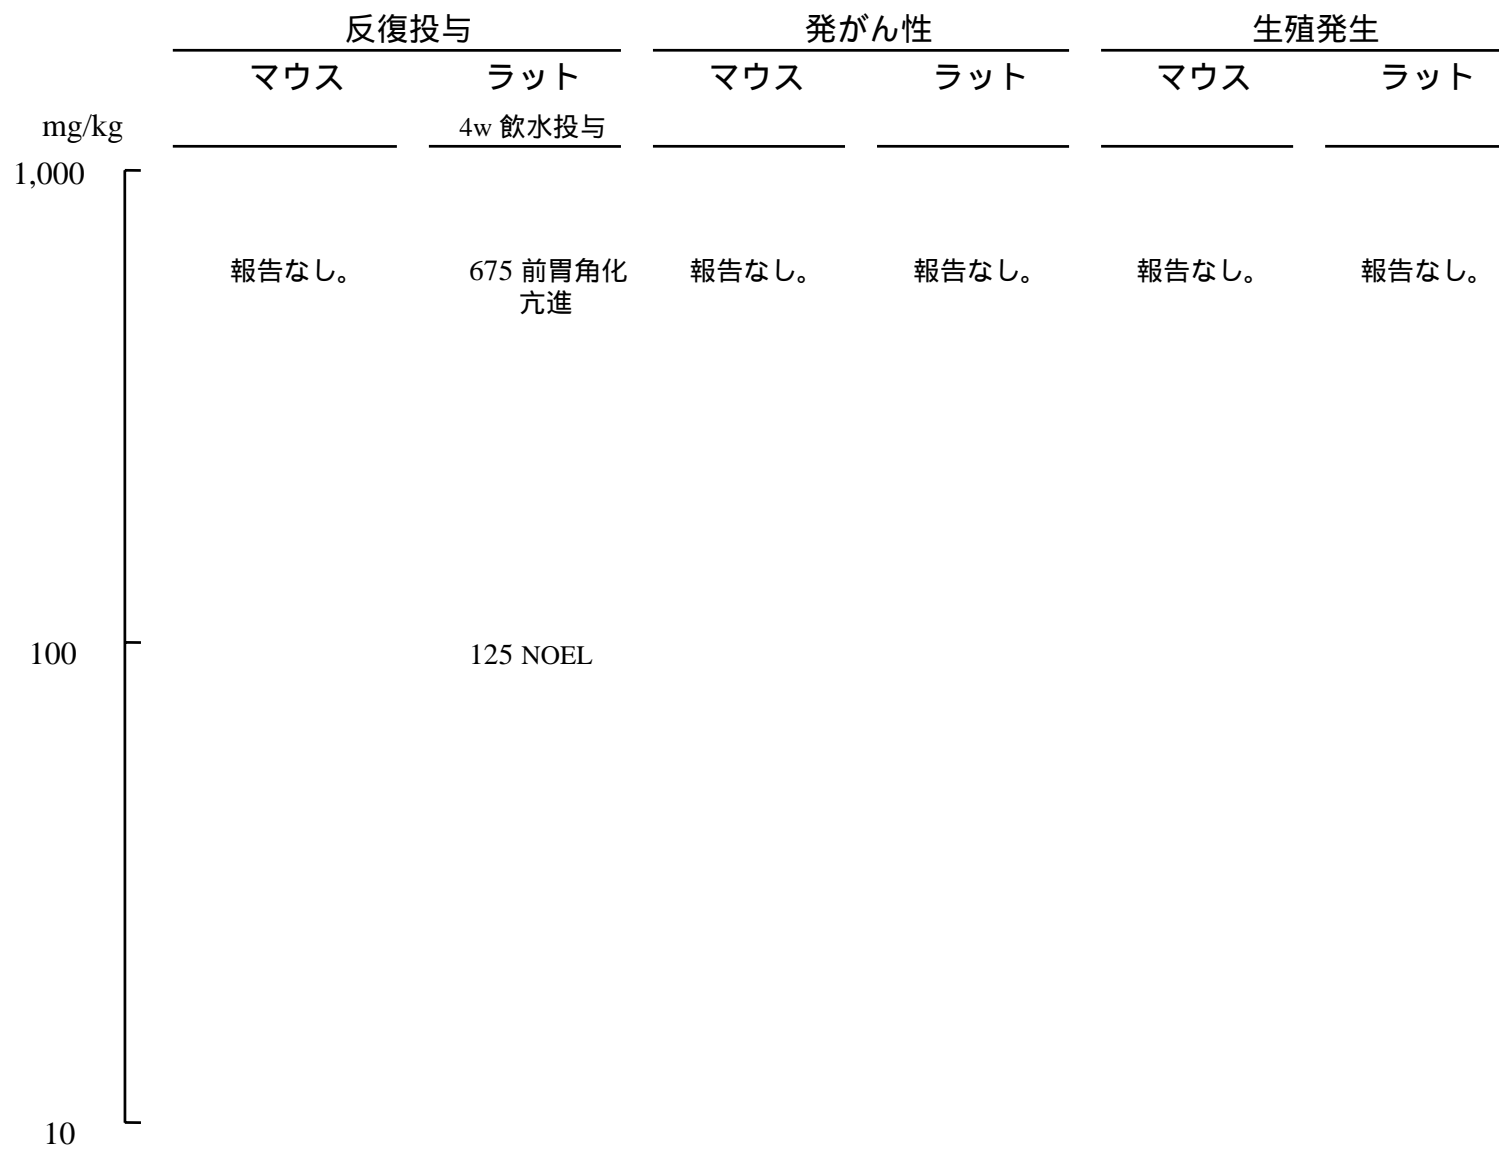 反復投与 発がん性 生殖発生
マウス ラット マウス ラット マウス ラット
mg/kg 4w 飲水投与
1,000
報告なし。 675 前胃角化 報告なし。 報告なし。 報告なし。 報告なし。
亢進
100 125 NOEL
10